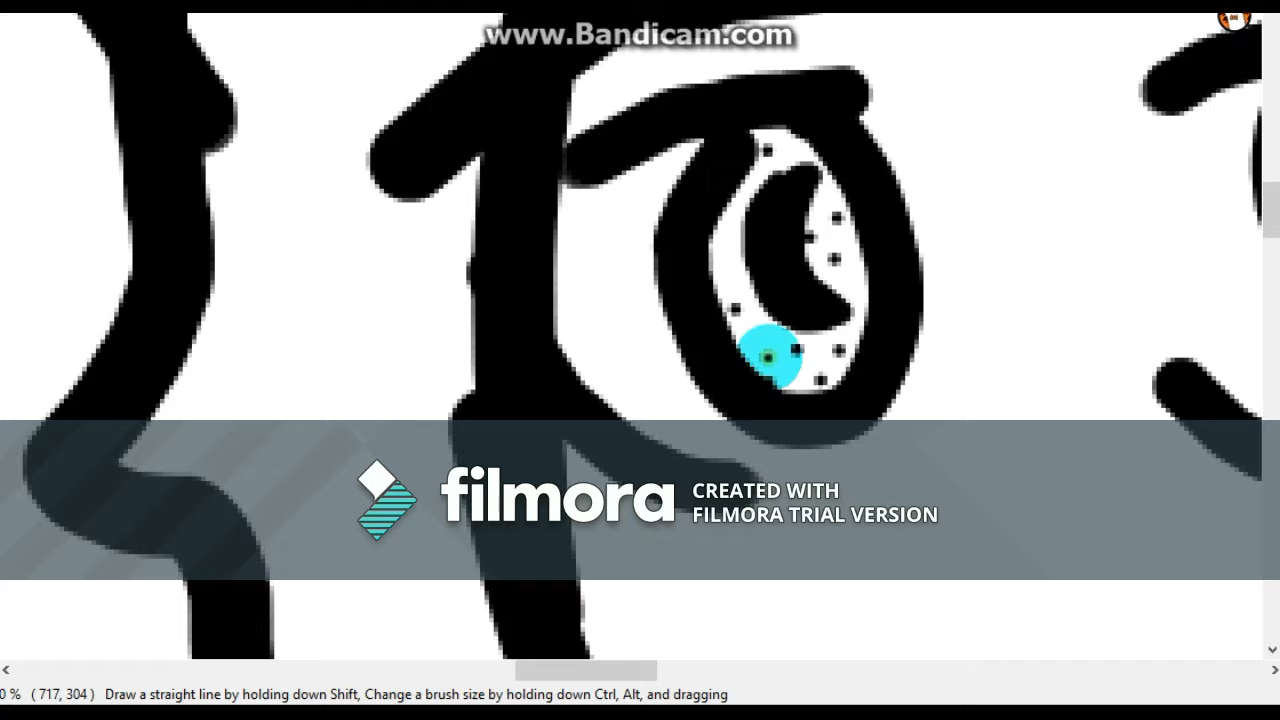 www.Bandicam.com
filmora
CREATED WITH
FILMORA TRIAL VERSION
0 % ( 717, 304 ) Draw a straight line by holding down Shift, Change a brush size by holding down Ctrl, Alt, and dragging